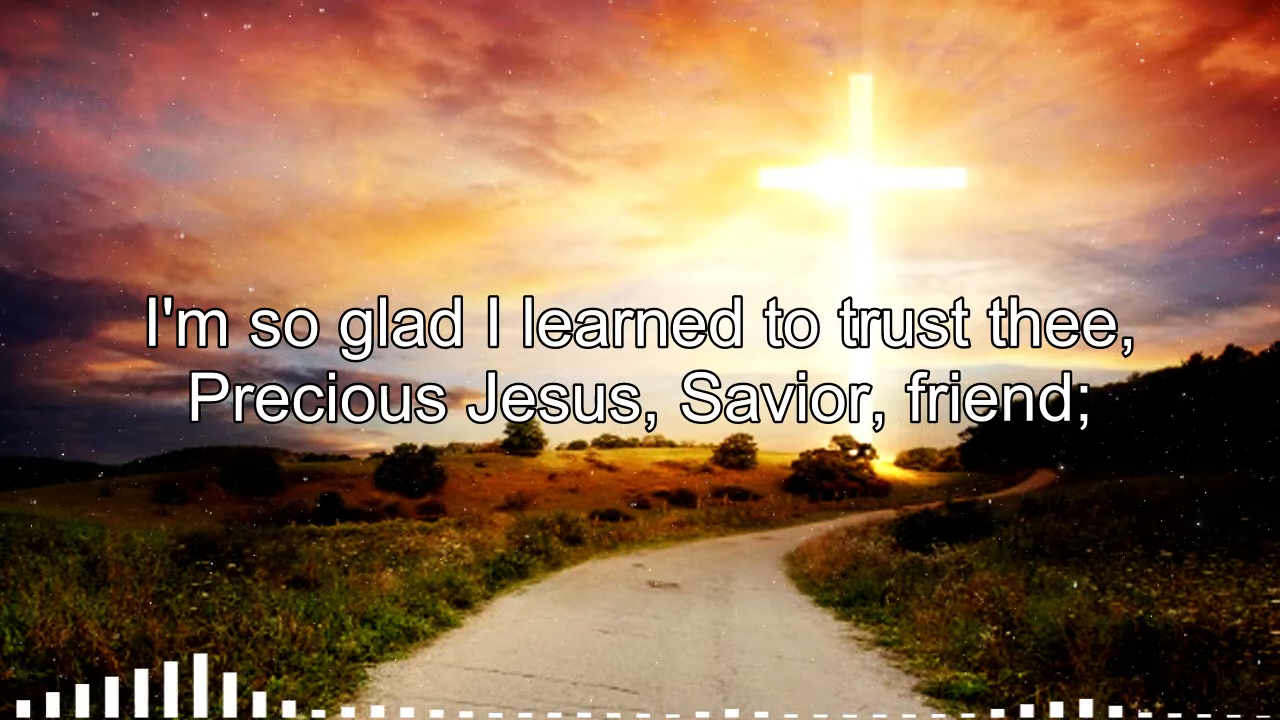 I'm so glad I learned to trust thee,
Precious Jesus, Savior, friend;